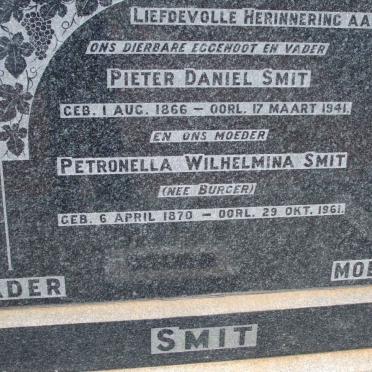 LIEFDEVOLLE HERINNERING AA
ONS DIERBARE EGGENOOT EN VADER
PIETER DANIEL SMIT
GEB. 1 AUG. 1866 — OORL. 17 MAART 1941.
EN ONS MOEDER
PETRONELLA WILHELMINA SMIT
(NEE BURGER)
GEB. 6 APRIL 1870 — OORL. 29 OKT. 1961.
ADER
MOE
SMIT